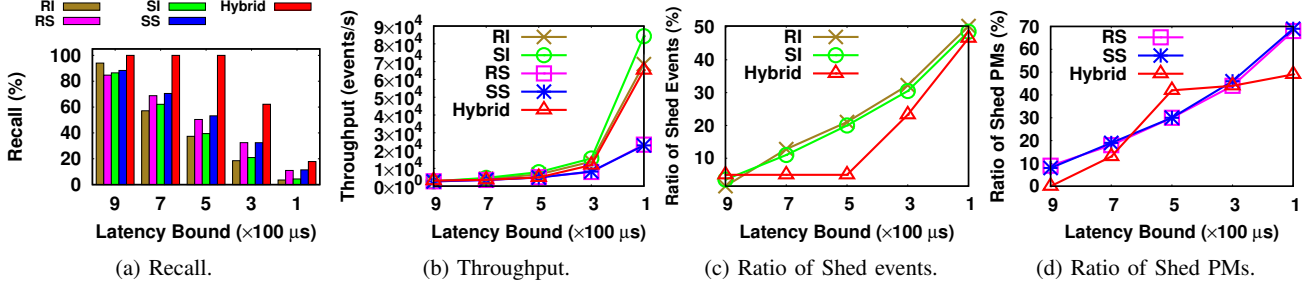 RI SI Hybrid
RS SS
Recall (%)
100
80
60
40
20
0
9 7 5 3 1
Latency Bound (×100 μs)
(a) Recall.
Throughput (events/s)
9×10⁴
8×10⁴
7×10⁴
6×10⁴
5×10⁴
4×10⁴
3×10⁴
2×10⁴
1×10⁴
0×10⁰
RI
SI
RS
SS
Hybrid
9 7 5 3 1
Latency Bound (×100 μs)
(b) Throughput.
Ratio of Shed Events (%)
50
40
30
20
10
RI
SI
Hybrid
9 7 5 3 1
Latency Bound (×100 μs)
(c) Ratio of Shed events.
Ratio of Shed PMs (%)
70
60
50
40
30
20
10
0
RS
SS
Hybrid
9 7 5 3 1
Latency Bound (×100 μs)
(d) Ratio of Shed PMs.